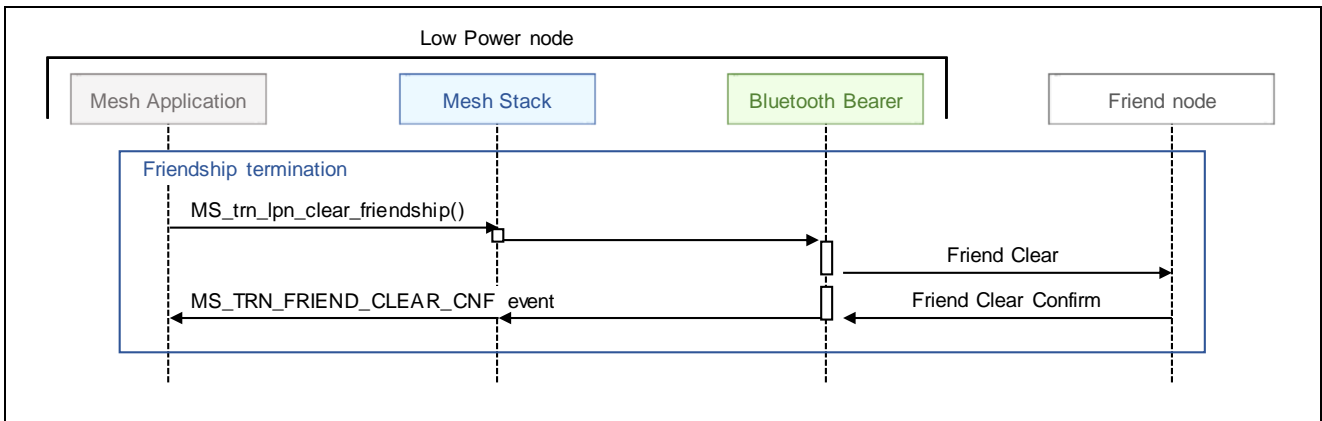 Low Power node
Mesh Application
Mesh Stack
Bluetooth Bearer
Friend node
Friendship termination
MS_trn_lpn_clear_friendship()
Friend Clear
MS_TRN_FRIEND_CLEAR_CNF event
Friend Clear Confirm